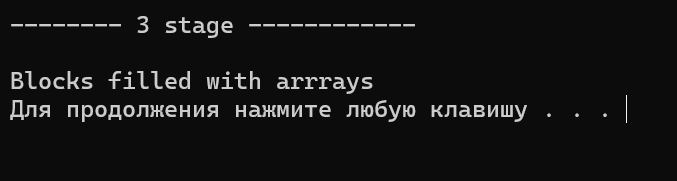 -------- 3 stage ------------
Blocks filled with arrrays
Для продолжения нажмите любую клавишу . . .